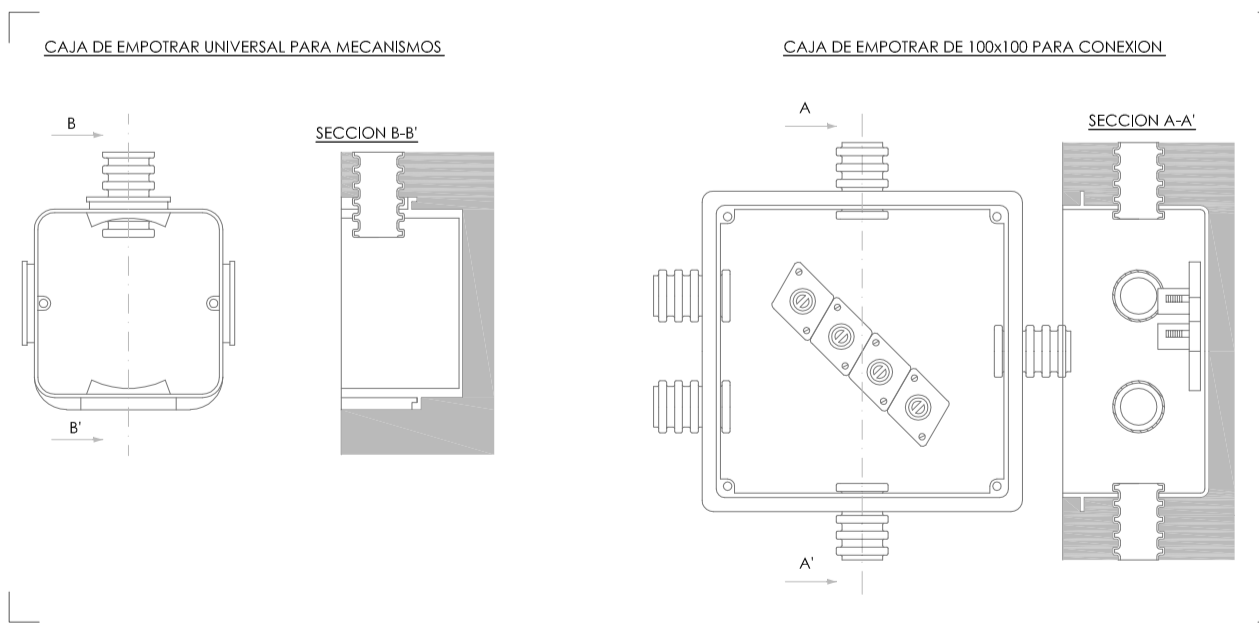 CAJA DE EMPOTRAR UNIVERSAL PARA MECANISMOS
B
SECCION B-B'
B'
CAJA DE EMPOTRAR DE 100x100 PARA CONEXION
A
SECCION A-A'
A'